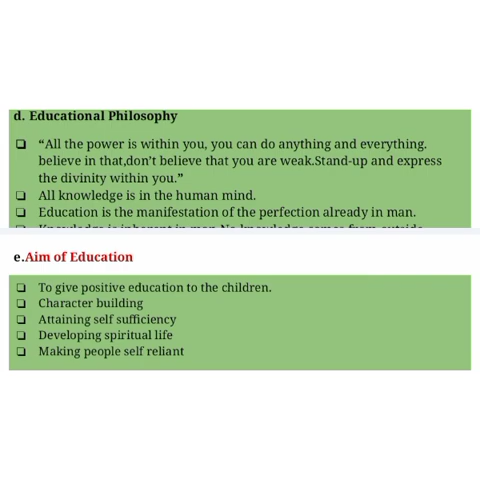 d. Educational Philosophy
❑ “All the power is within you, you can do anything and everything.
believe in that,don’t believe that you are weak.Stand-up and express
the divinity within you.”
❑ All knowledge is in the human mind.
❑ Education is the manifestation of the perfection already in man.
e.Aim of Education
❑ To give positive education to the children.
❑ Character building
❑ Attaining self sufficiency
❑ Developing spiritual life
❑ Making people self reliant